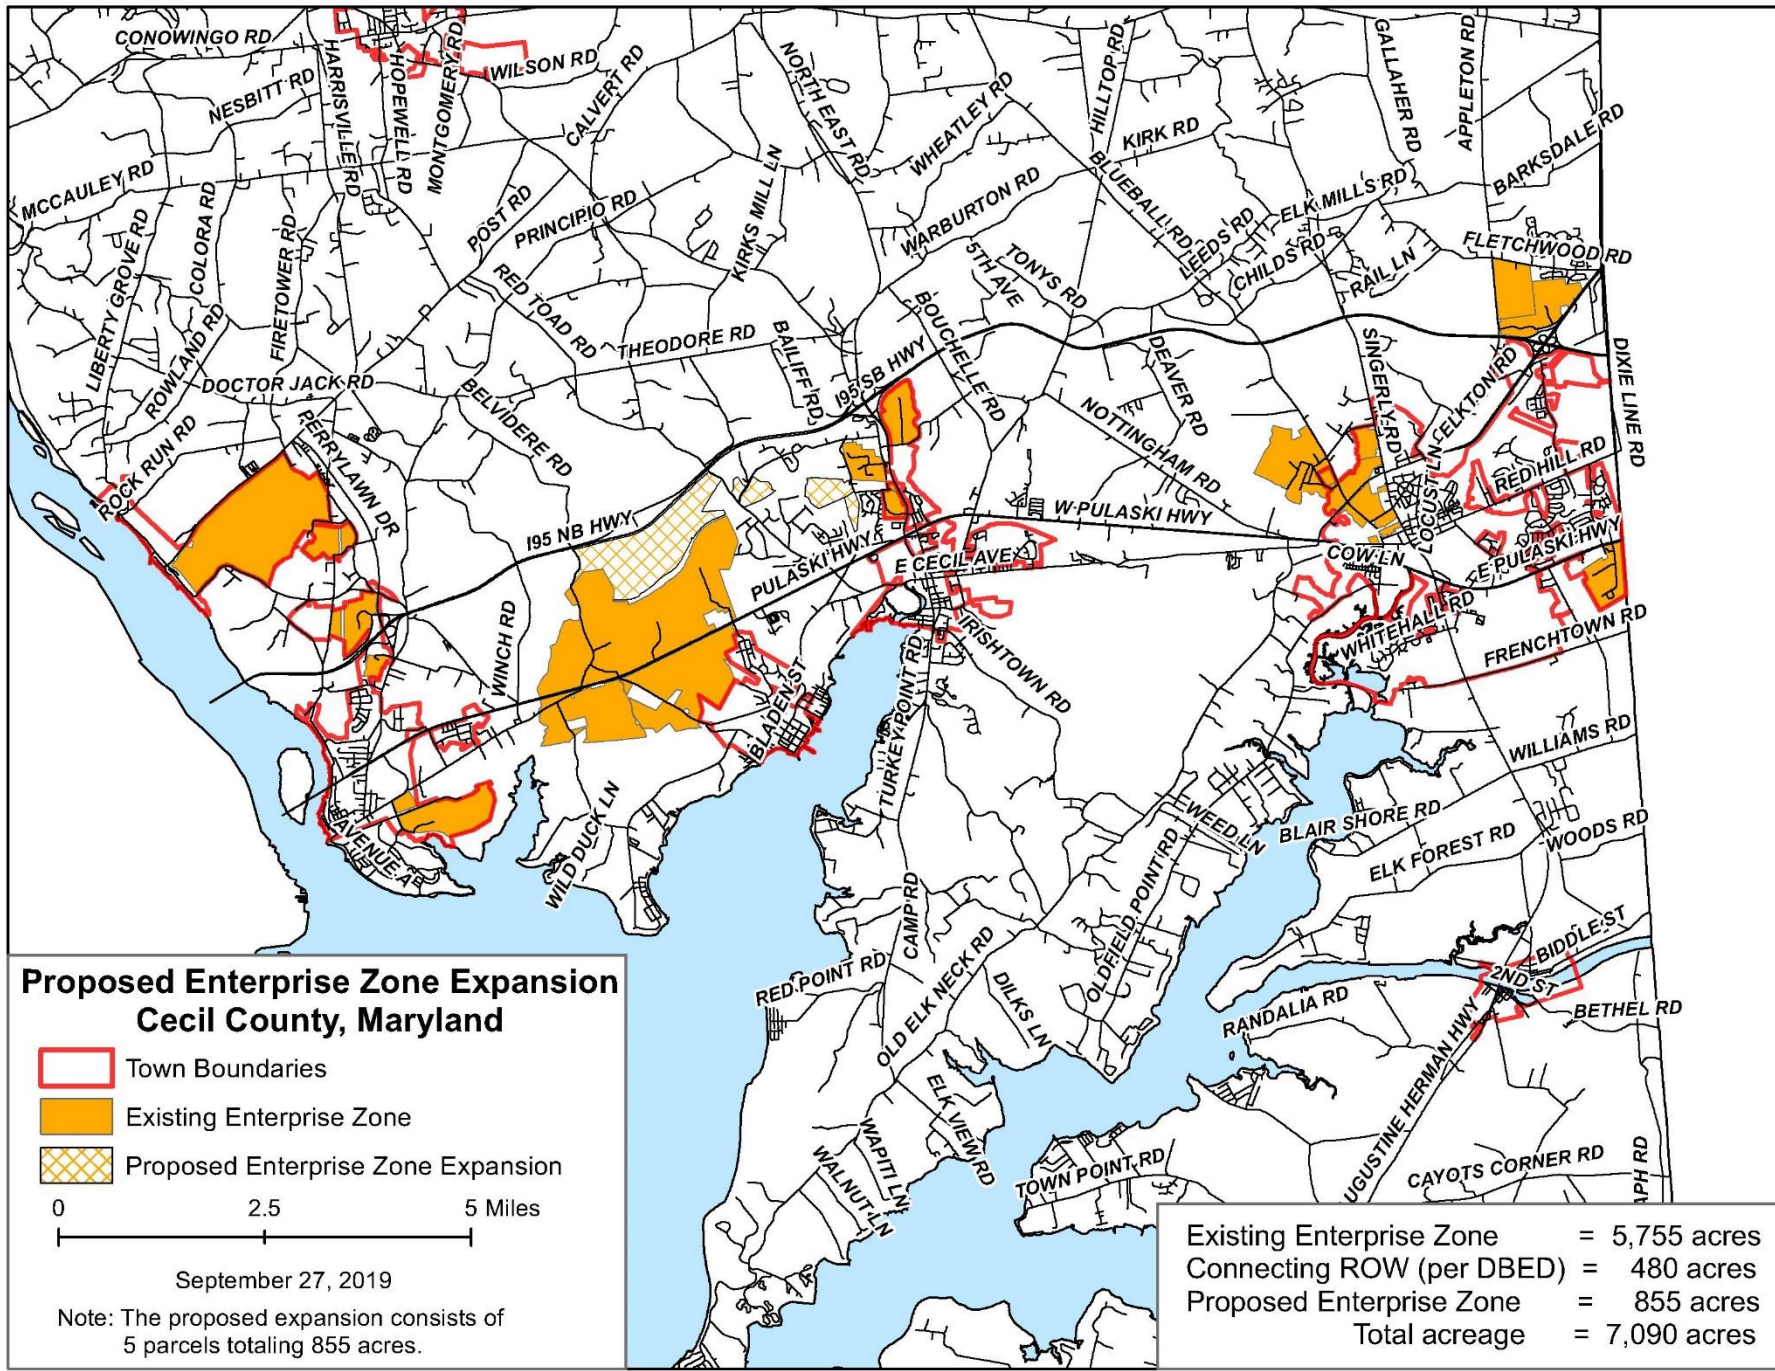 CONOWINGO RD
HARRISVILLE RD
HOPEWELL RD
MONTGOMERY RD
WILSON RD
CALVERT RD
NORTH EAST RD
HILLTOP RD
GALLAHER RD
APPLETON RD
NESBITT RD
WHEATLEY RD
KIRK RD
BARKSDALE RD
MCCAULEY RD
LIBERTY GROVE RD
COLORA RD
FIRETOWER RD
POST RD
PRINCIPIO RD
KIRKS MILL LN
WARBURTON RD
BLUEBALL RD
LEEDS RD
ELK MILLS RD
CHILDS RD
RAIL LN
FLETCHWOOD RD
ROWLAND RD
RED TOAD RD
5TH AVE
TONYS RD
BOUCHELLE RD
THEODORE RD
BAILIFF RD
I95 SB HWY
DEAVER RD
SINGERLY RD
ELKTON RD
DIXIE LINE RD
DOCTOR JACK RD
PERRYLAWN DR
BELVIDERE RD
NOTTINGHAM RD
LOCUST LN
RED HILL RD
ROCK RUN RD
I95 NB HWY
W PULASKI HWY
PULASKI HWY
E CECIL AVE
COW LN
E PULASKI HWY
WINCH RD
IRISHTOWN RD
WHITEHALL RD
FRENCHTOWN RD
BLADEN ST
TURKEY POINT RD
WILLIAMS RD
AVENUE A
WILD DUCK LN
WEED LN
BLAIR SHORE RD
ELK FOREST RD
WOODS RD
CAMP RD
OLDFIELD POINT RD
RED POINT RD
OLD ELK NECK RD
DILKS LN
BIDDLE ST
2ND ST
RANDALIA RD
BETHEL RD
AUGUSTINE HERMAN HWY
ELK VIEW RD
WAPITI LN
WALNUT LN
TOWN POINT RD
CAYOTS CORNER RD
APH RD
Proposed Enterprise Zone Expansion
Cecil County, Maryland
Town Boundaries
Existing Enterprise Zone
Proposed Enterprise Zone Expansion
0 2.5 5 Miles
September 27, 2019
Note: The proposed expansion consists of
5 parcels totaling 855 acres.
Existing Enterprise Zone = 5,755 acres
Connecting ROW (per DBED) = 480 acres
Proposed Enterprise Zone = 855 acres
Total acreage = 7,090 acres